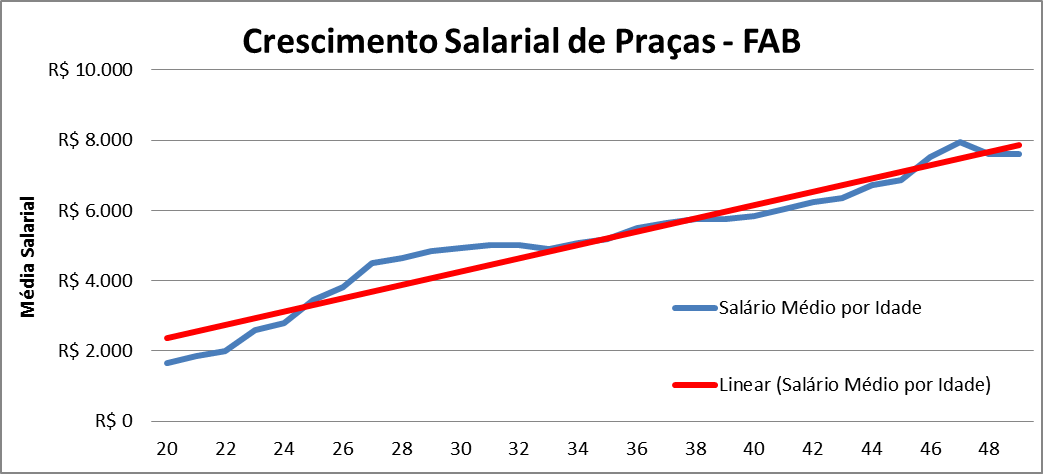 Crescimento Salarial de Praças - FAB
R$ 10.000
R$ 8.000
R$ 6.000
R$ 4.000
R$ 2.000
R$ 0
Média Salarial
Salário Médio por Idade
Linear (Salário Médio por Idade)
20 22 24 26 28 30 32 34 36 38 40 42 44 46 48